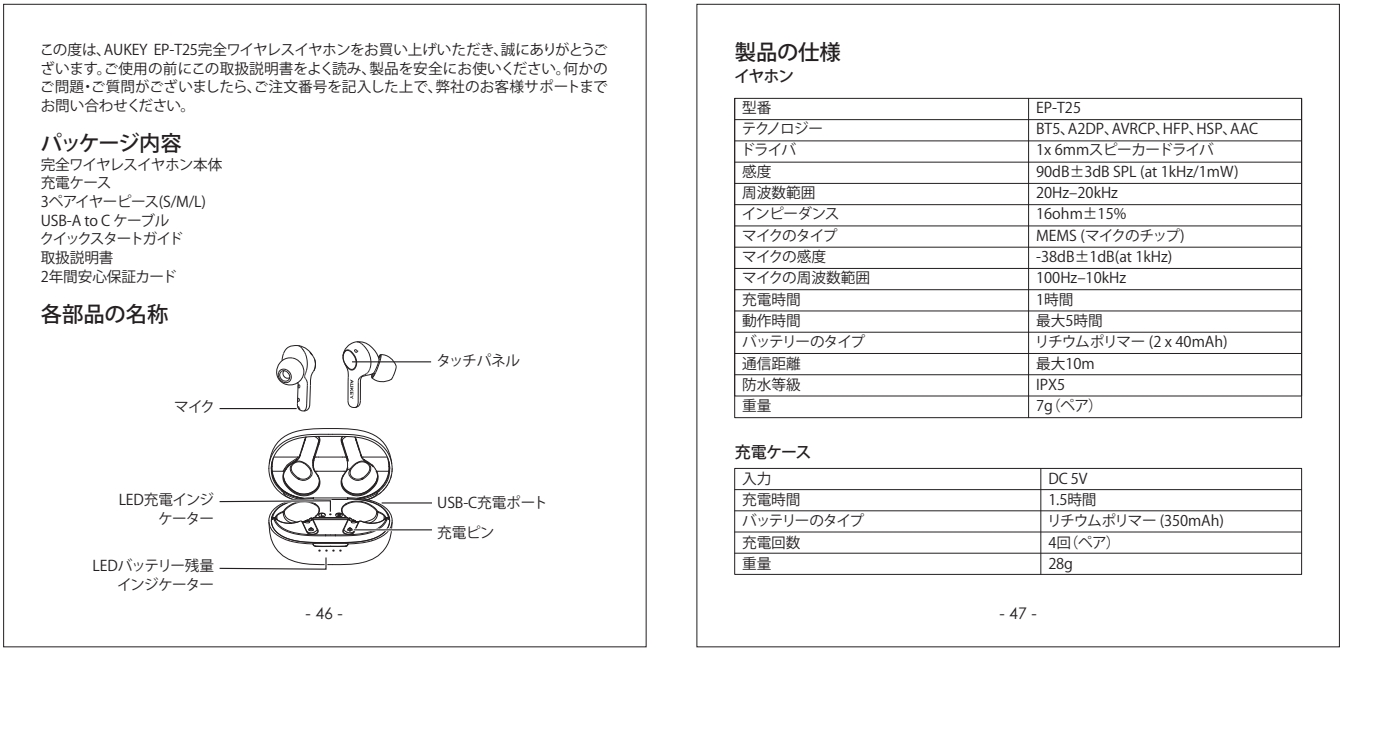 この度は、AUKEY EP-T25完全ワイヤレスイヤホンをお買い上げいただき、誠にありがとうご
ざいます。ご使用の前にこの取扱説明書をよく読み、製品を安全にお使いください。何かの
ご問題・ご質問がございましたら、ご注文番号を記入した上で、弊社のお客様サポートまで
お問い合わせください。
パッケージ内容
完全ワイヤレスイヤホン本体
充電ケース
3ペアイヤーピース(S/M/L)
USB-A to C ケーブル
クイックスタートガイド
取扱説明書
2年間安心保証カード
各部品の名称
タッチパネル
AUKEY
マイク
LED充電インジ
ケーター
USB-C充電ポート
充電ピン
LEDバッテリー残量
インジケーター
- 46 -
製品の仕様
イヤホン
型番 EP-T25
テクノロジー BT5、A2DP、AVRCP、HFP、HSP、AAC
ドライバ 1x 6mmスピーカードライバ
感度 90dB±3dB SPL (at 1kHz/1mW)
周波数範囲 20Hz–20kHz
インピーダンス 16ohm±15%
マイクのタイプ MEMS (マイクのチップ)
マイクの感度 -38dB±1dB(at 1kHz)
マイクの周波数範囲 100Hz–10kHz
充電時間 1時間
動作時間 最大5時間
バッテリーのタイプ リチウムポリマー (2 x 40mAh)
通信距離 最大10m
防水等級 IPX5
重量 7g（ペア）
充電ケース
入力 DC 5V
充電時間 1.5時間
バッテリーのタイプ リチウムポリマー (350mAh)
充電回数 4回（ペア）
重量 28g
- 47 -